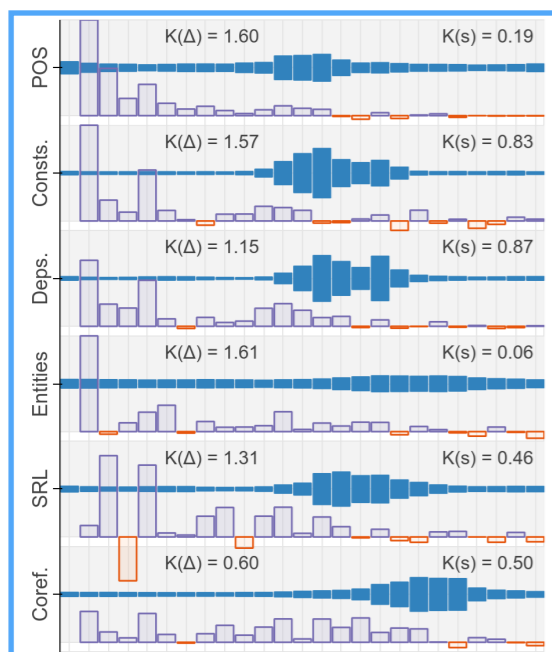 POS K(Δ) = 1.60 K(s) = 0.19
Consts. K(Δ) = 1.57 K(s) = 0.83
Deps. K(Δ) = 1.15 K(s) = 0.87
Entities K(Δ) = 1.61 K(s) = 0.06
SRL K(Δ) = 1.31 K(s) = 0.46
Coref. K(Δ) = 0.60 K(s) = 0.50